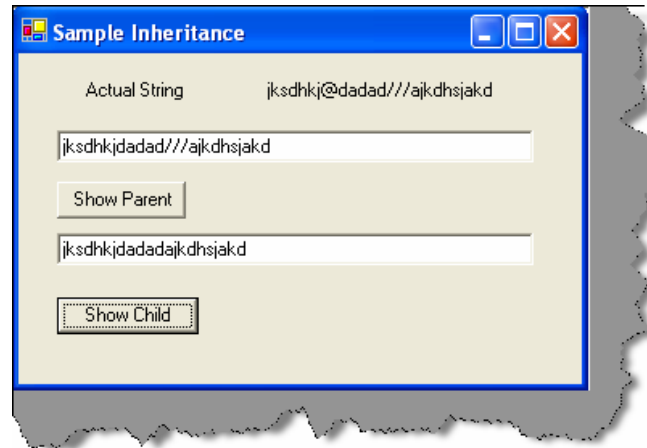 Sample Inheritance
Actual String jksdhkj@dadad///ajkdhsjakd
jksdhkjdadad///ajkdhsjakd
Show Parent
jksdhkjdadadajkdhsjakd
Show Child